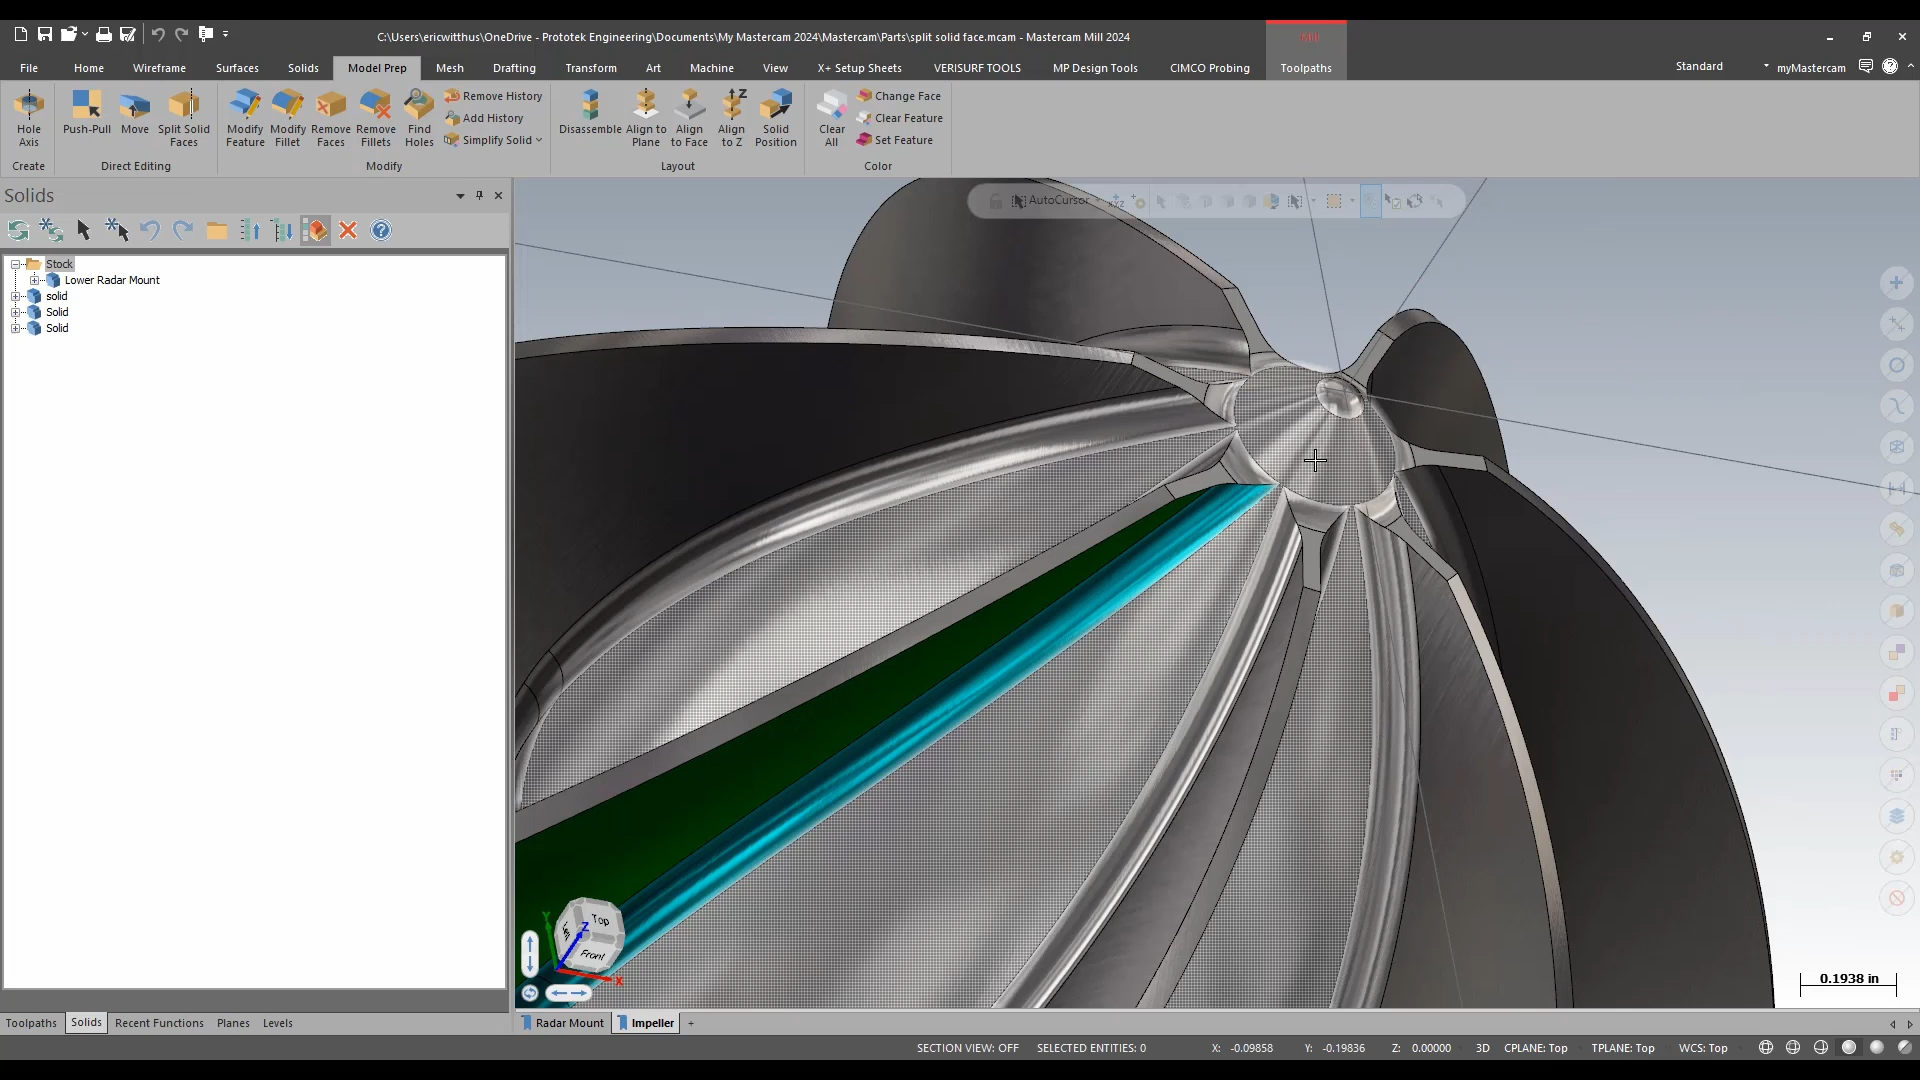 C:\Users\ericwitthus\OneDrive - Prototek Engineering\Documents\My Mastercam 2024\Mastercam\Parts\split solid face.mcam - Mastercam Mill 2024
Mill
File Home Wireframe Surfaces Solids Model Prep Mesh Drafting Transform Art Machine View X+ Setup Sheets VERISURF TOOLS MP Design Tools CIMCO Probing Toolpaths Standard myMastercam
Hole Axis
Push-Pull
Move
Split Solid Faces
Modify Feature
Modify Fillet
Remove Faces
Remove Fillets
Find Holes
Remove History
Add History
Simplify Solid
Disassemble
Align to Plane
Align to Face
Align to Z
Solid Position
Clear All
Change Face
Clear Feature
Set Feature
Create Direct Editing Modify Layout Color
Solids
AutoCursor
Stock
Lower Radar Mount
solid
Solid
Solid
Top
Left
Front
Y
Z
X
0.1938 in
Toolpaths Solids Recent Functions Planes Levels
Radar Mount Impeller +
SECTION VIEW: OFF SELECTED ENTITIES: 0 X: -0.09858 Y: -0.19836 Z: 0.00000 3D CPLANE: Top TPLANE: Top WCS: Top